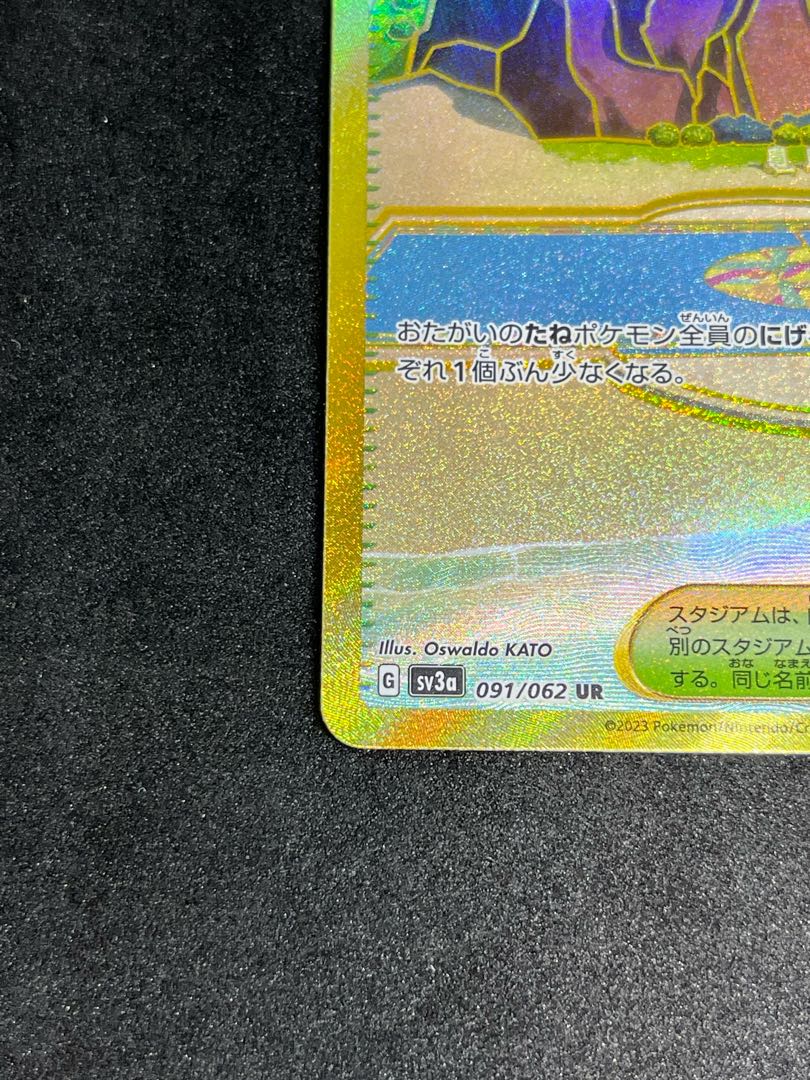 おたがいのたねポケモン全員のにげ
ぞれ1個ぶん少なくなる。
スタジアムは、
別のスタジアム
する。同じ名前
Illus. Oswaldo KATO
G sv3a 091/062 UR
©2023 Pokémon/Nintendo/Cr